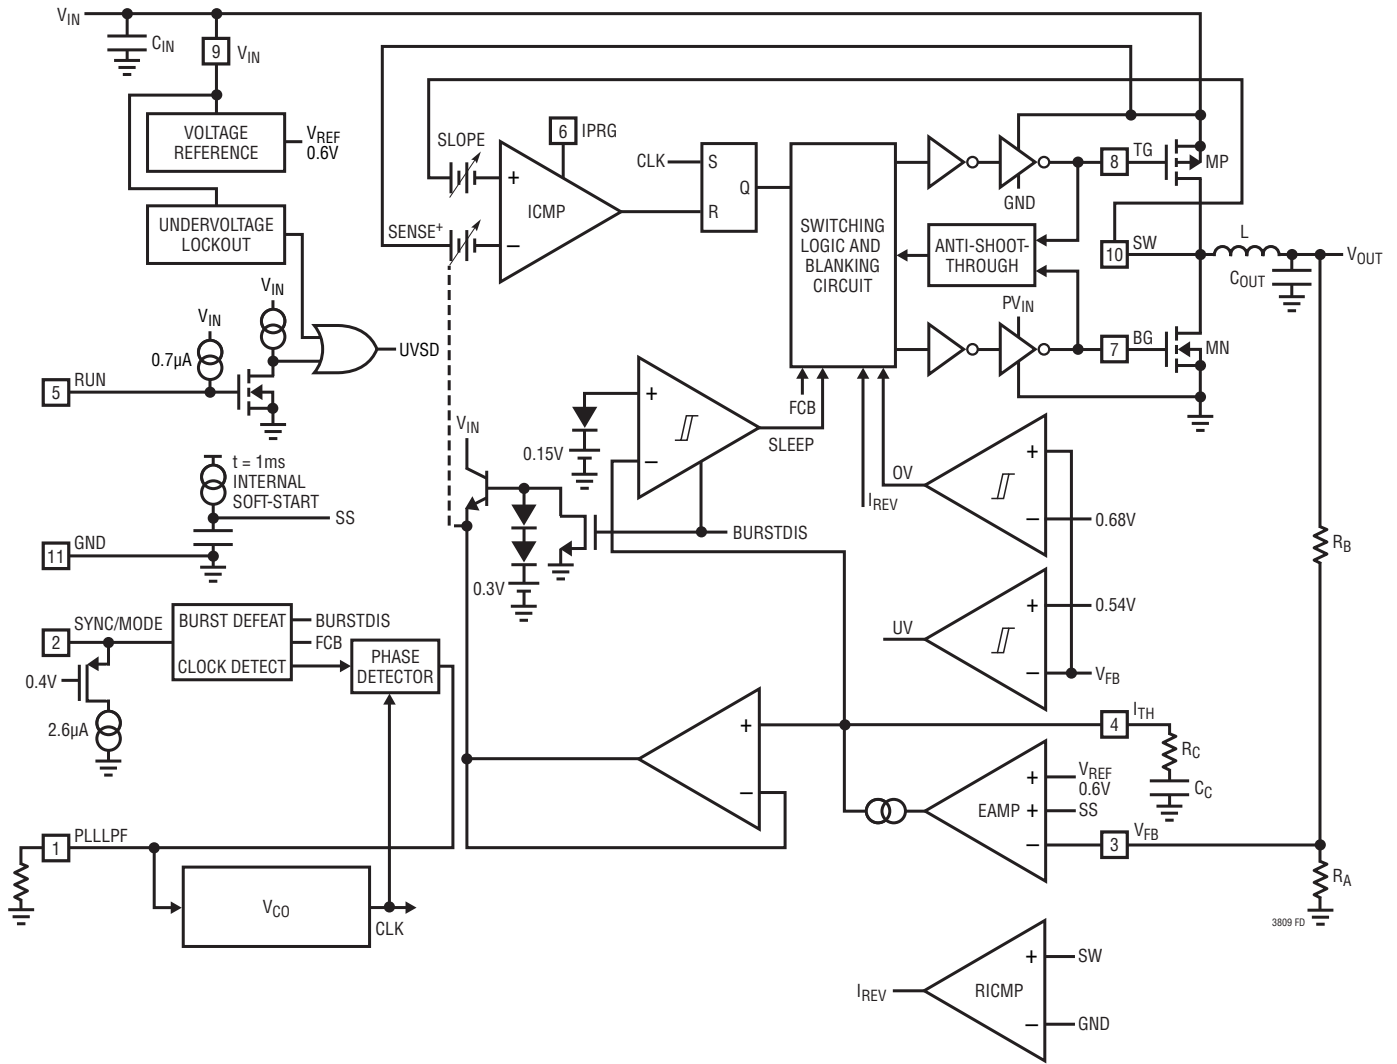 VIN
CIN
9
VIN
VOLTAGE
REFERENCE
VREF
0.6V
UNDERVOLTAGE
LOCKOUT
VIN
VIN
0.7µA
5
RUN
UVSD
t = 1ms
INTERNAL
SOFT-START
SS
11
GND
2
SYNC/MODE
BURST DEFEAT
CLOCK DETECT
BURSTDIS
FCB
PHASE
DETECTOR
0.4V
2.6µA
1
PLLLPF
VCO
CLK
SLOPE
SENSE+
+
–
ICMP
6
IPRG
CLK
S
R
Q
SWITCHING
LOGIC AND
BLANKING
CIRCUIT
GND
ANTI-SHOOT-
THROUGH
PVIN
8
TG
MP
10
SW
L
COUT
VOUT
7
BG
MN
FCB
SLEEP
IREV
OV
+
–
0.15V
VIN
0.3V
BURSTDIS
+
–
0.68V
+
–
0.54V
UV
VFB
RB
+
–
4
ITH
RC
CC
EAMP
+
+
–
VREF
0.6V
SS
3
VFB
RA
3809 FD
IREV
RICMP
+
–
SW
GND